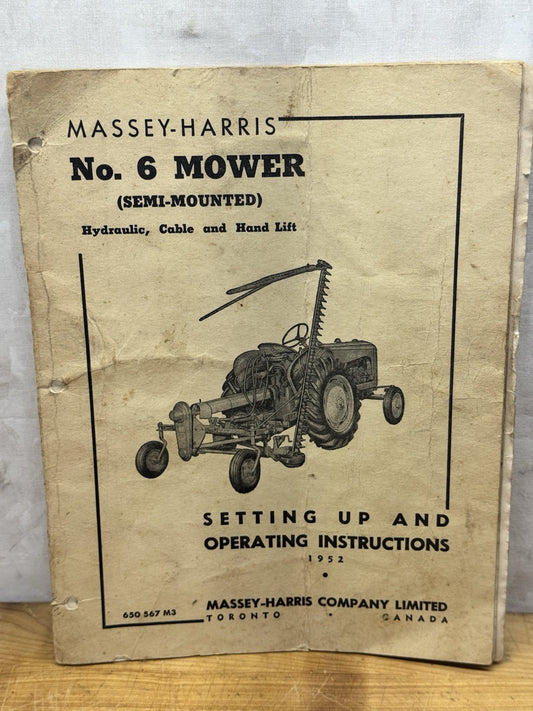 MASSEY-HARRIS
No. 6 MOWER
(SEMI-MOUNTED)
Hydraulic, Cable and Hand Lift
SETTING UP AND
OPERATING INSTRUCTIONS
1952
650 567 M3
MASSEY-HARRIS COMPANY LIMITED
TORONTO • CANADA